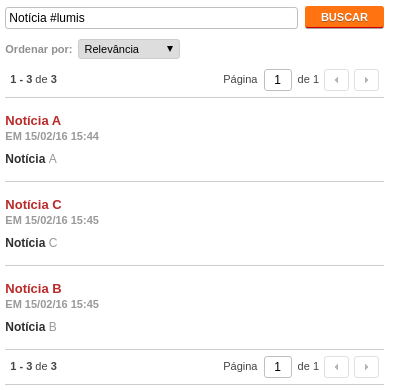 Notícia #lumis BUSCAR
Ordenar por: Relevância
1 - 3 de 3 Página 1 de 1
Notícia A
EM 15/02/16 15:44
Notícia A
Notícia C
EM 15/02/16 15:45
Notícia C
Notícia B
EM 15/02/16 15:45
Notícia B
1 - 3 de 3 Página 1 de 1